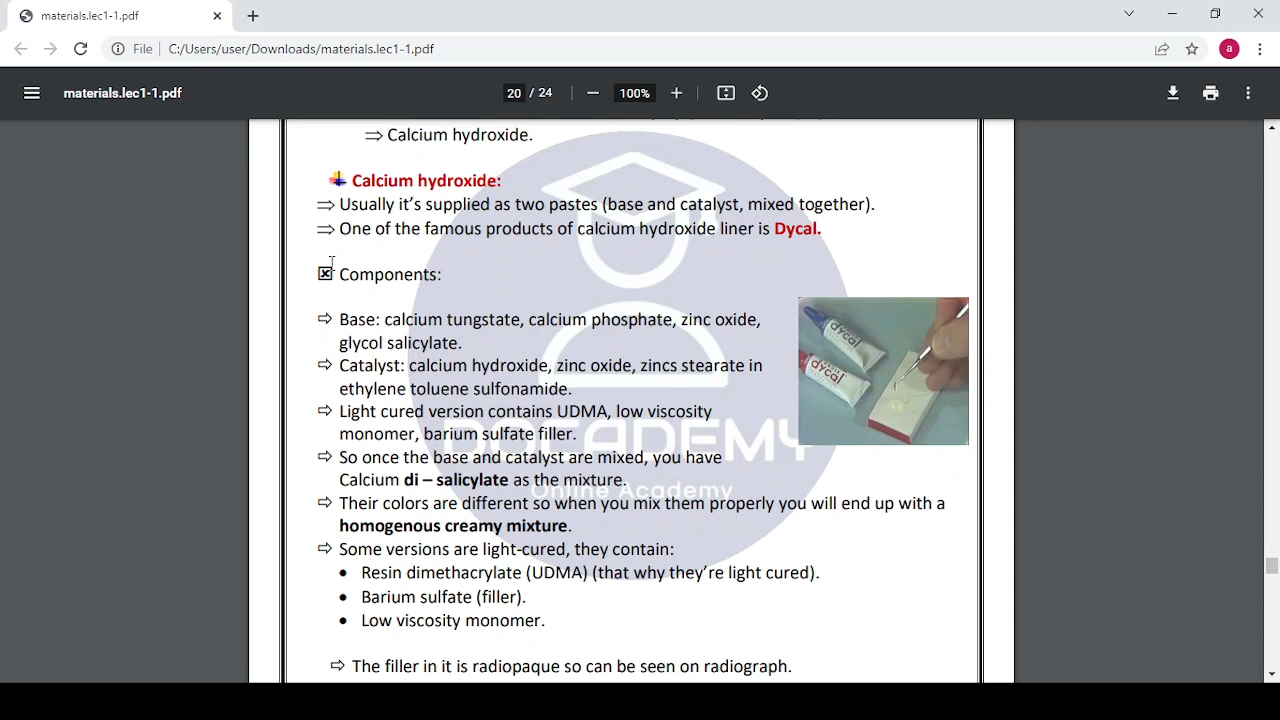 materials.lec1-1.pdf
File C:/Users/user/Downloads/materials.lec1-1.pdf
a
materials.lec1-1.pdf
20 / 24
100%
⇒ Calcium hydroxide.
Calcium hydroxide:
⇒ Usually it's supplied as two pastes (base and catalyst, mixed together).
⇒ One of the famous products of calcium hydroxide liner is Dycal.
Components:
Base: calcium tungstate, calcium phosphate, zinc oxide,
glycol salicylate.
Catalyst: calcium hydroxide, zinc oxide, zincs stearate in
ethylene toluene sulfonamide.
Light cured version contains UDMA, low viscosity
monomer, barium sulfate filler.
So once the base and catalyst are mixed, you have
Calcium di – salicylate as the mixture.
Their colors are different so when you mix them properly you will end up with a
homogenous creamy mixture.
Some versions are light-cured, they contain:
• Resin dimethacrylate (UDMA) (that why they're light cured).
• Barium sulfate (filler).
• Low viscosity monomer.
The filler in it is radiopaque so can be seen on radiograph.
dycal
dycal
DOCADEMY
Online Academy